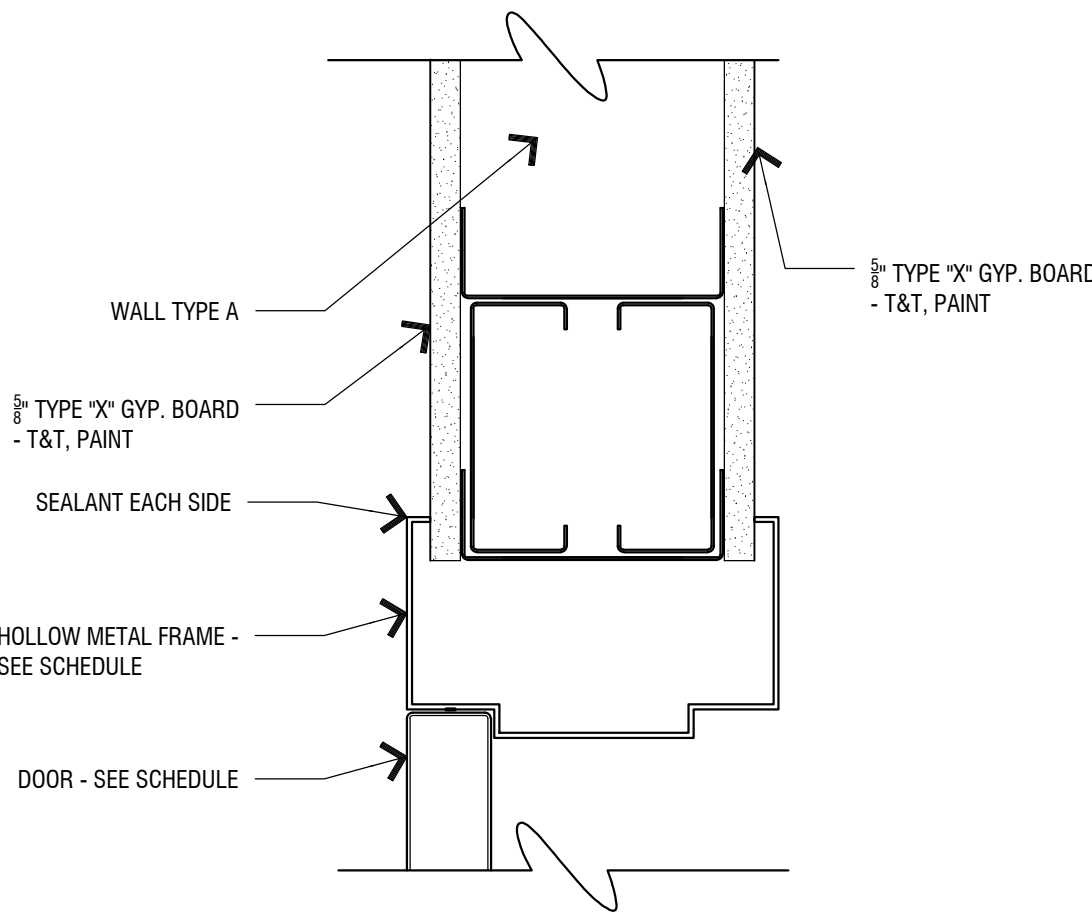 WALL TYPE A
⅝" TYPE "X" GYP. BOARD
- T&T, PAINT
SEALANT EACH SIDE
HOLLOW METAL FRAME -
SEE SCHEDULE
DOOR - SEE SCHEDULE
⅝" TYPE "X" GYP. BOARD
- T&T, PAINT